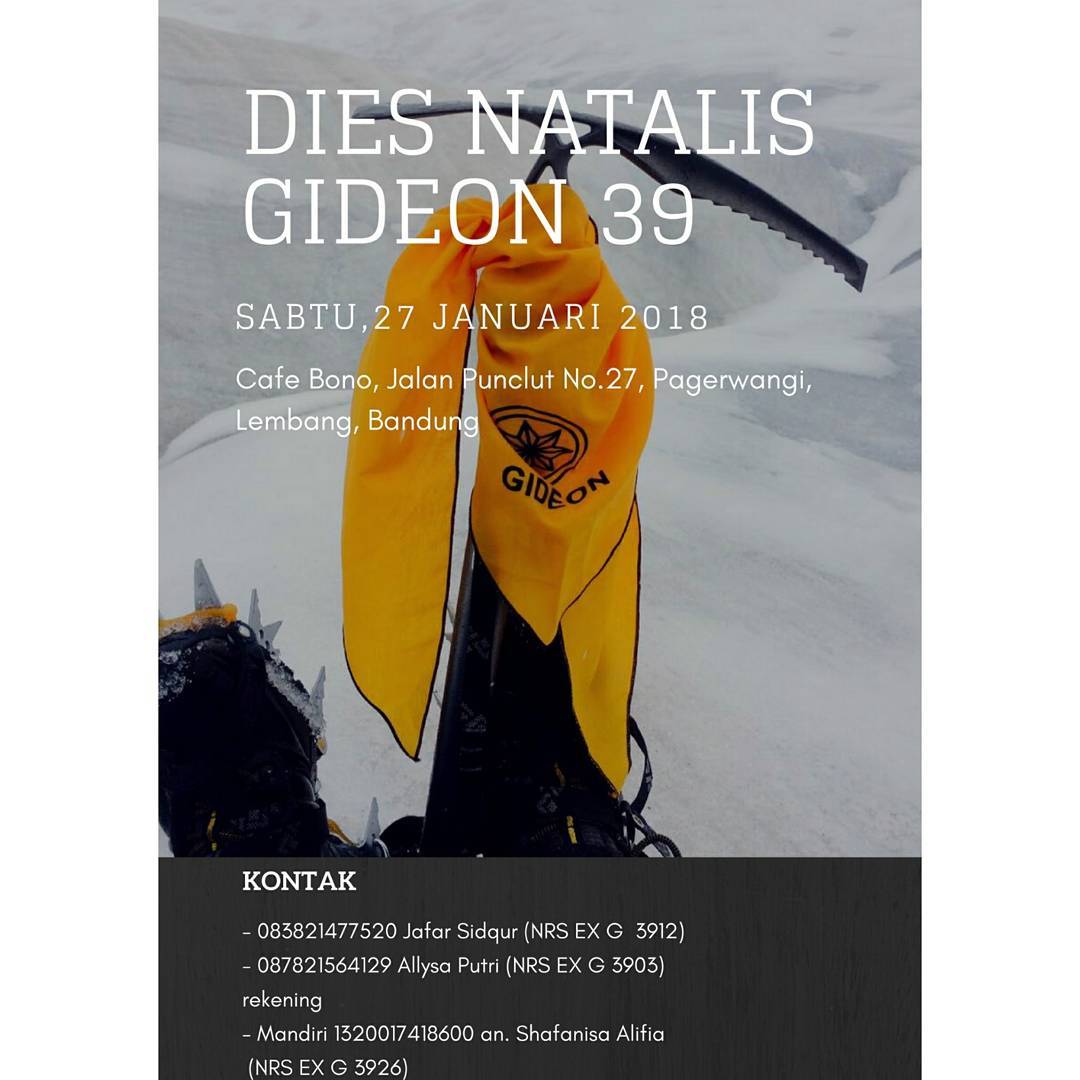 DIES NATALIS
GIDEON 39
SABTU,27 JANUARI 2018
Cafe Bono, Jalan Punclut No.27, Pagerwangi,
Lembang, Bandung
GIDEON
KONTAK
- 083821477520 Jafar Sidqur (NRS EX G 3912)
- 087821564129 Allysa Putri (NRS EX G 3903)
rekening
- Mandiri 1320017418600 an. Shafanisa Alifia
(NRS EX G 3926)